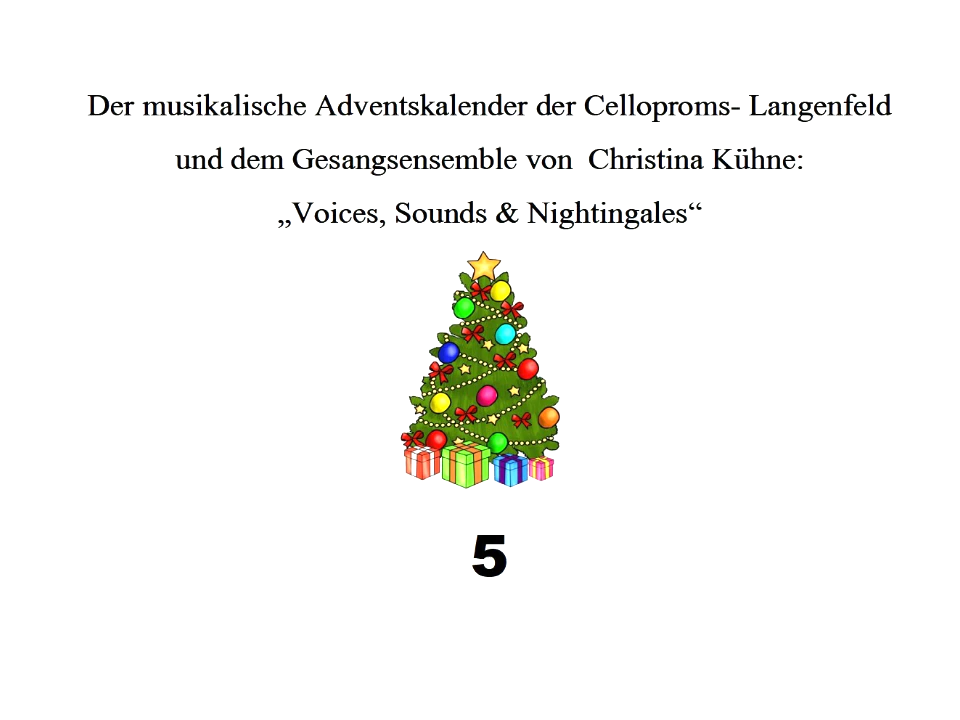 Der musikalische Adventskalender der Celloproms- Langenfeld
und dem Gesangsensemble von  Christina Kühne:
„Voices, Sounds & Nightingales“
5